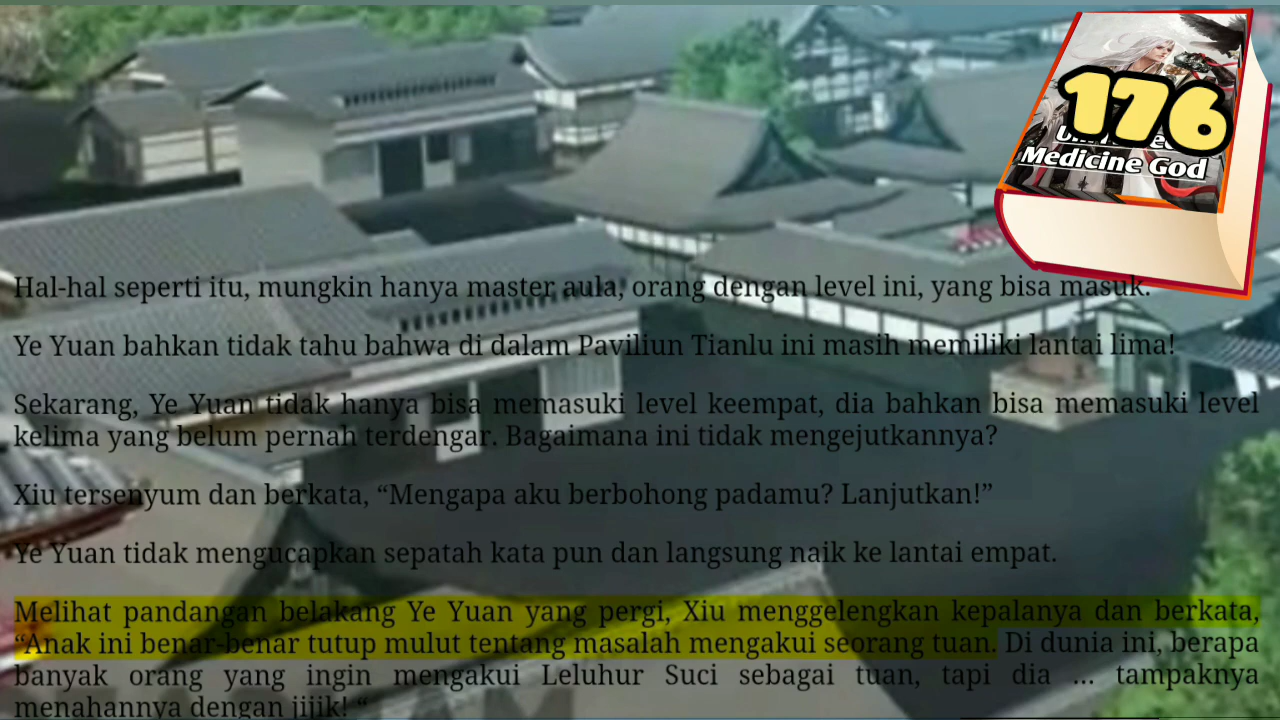 176
Medicine God
Hal-hal seperti itu, mungkin hanya master aula, orang dengan level ini, yang bisa masuk.
Ye Yuan bahkan tidak tahu bahwa di dalam Paviliun Tianlu ini masih memiliki lantai lima!
Sekarang, Ye Yuan tidak hanya bisa memasuki level keempat, dia bahkan bisa memasuki level
kelima yang belum pernah terdengar. Bagaimana ini tidak mengejutkannya?
Xiu tersenyum dan berkata, “Mengapa aku berbohong padamu? Lanjutkan!”
Ye Yuan tidak mengucapkan sepatah kata pun dan langsung naik ke lantai empat.
Melihat pandangan belakang Ye Yuan yang pergi, Xiu menggelengkan kepalanya dan berkata,
“Anak ini benar-benar tutup mulut tentang masalah mengakui seorang tuan. Di dunia ini, berapa
banyak orang yang ingin mengakui Leluhur Suci sebagai tuan, tapi dia ... tampaknya
menahannya dengan jijik! “